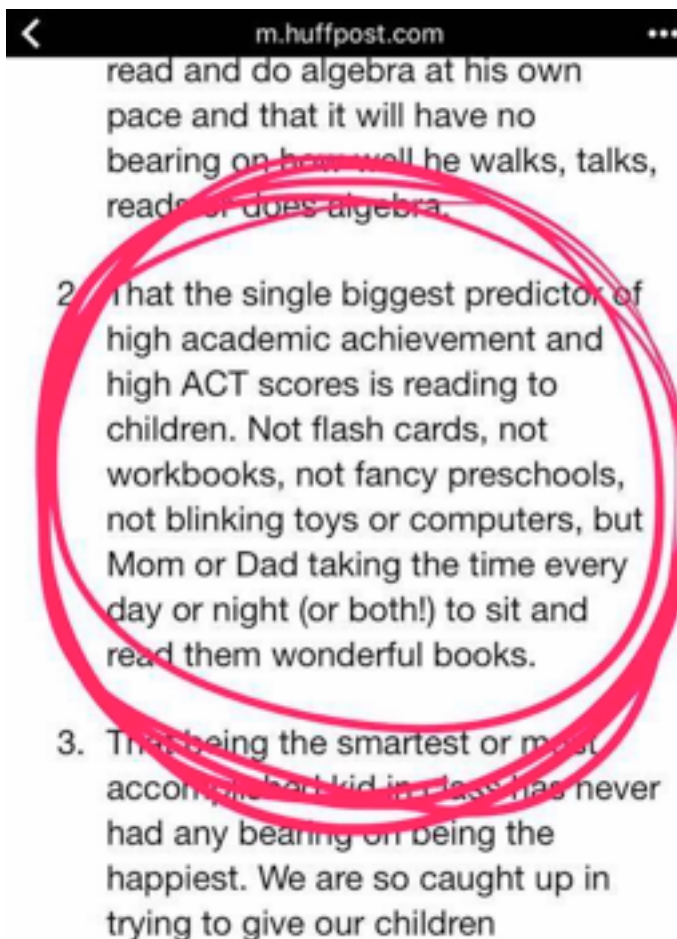 m.huffpost.com
read and do algebra at his own
pace and that it will have no
bearing on how well he walks, talks,
reads or does algebra.
2. That the single biggest predictor of
high academic achievement and
high ACT scores is reading to
children. Not flash cards, not
workbooks, not fancy preschools,
not blinking toys or computers, but
Mom or Dad taking the time every
day or night (or both!) to sit and
read them wonderful books.
3. That being the smartest or most
accomplished kid in class has never
had any bearing on being the
happiest. We are so caught up in
trying to give our children